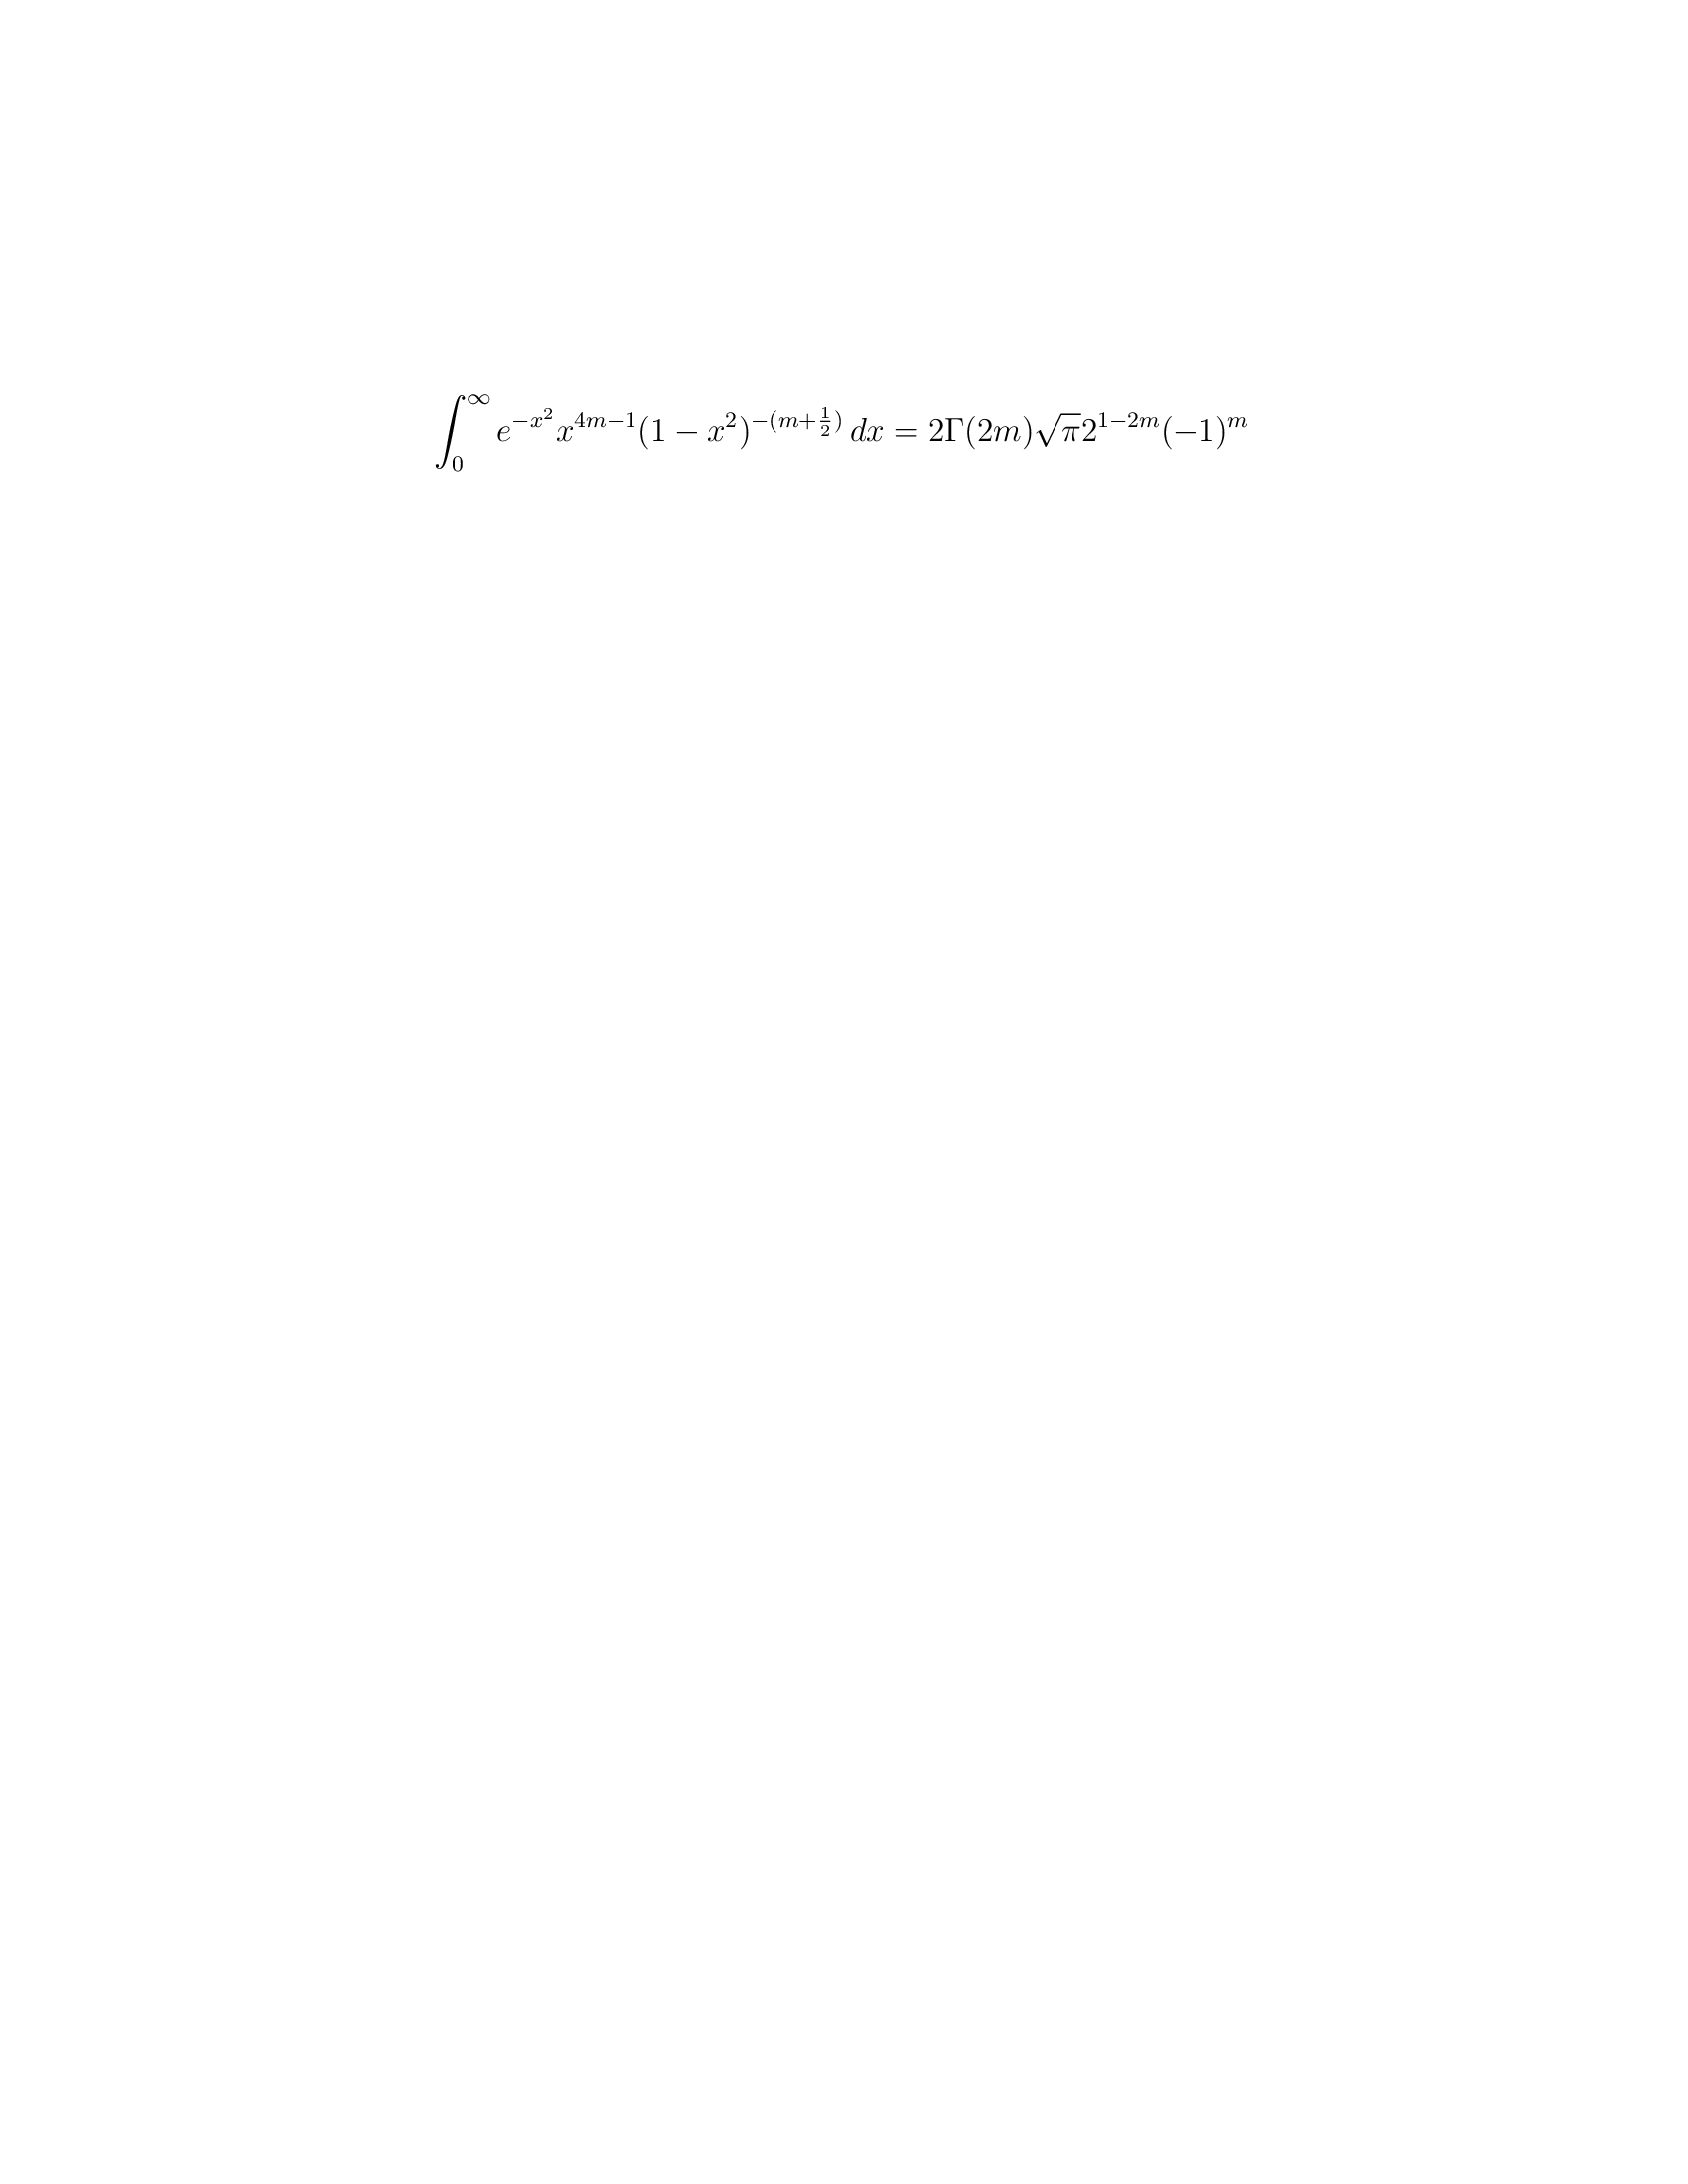 $$\int_0^\infty e^{-x^2} x^{4m-1} (1-x^2)^{-(m+\frac{1}{2})} \, dx = 2\Gamma(2m)\sqrt{\pi} 2^{1-2m} (-1)^m$$